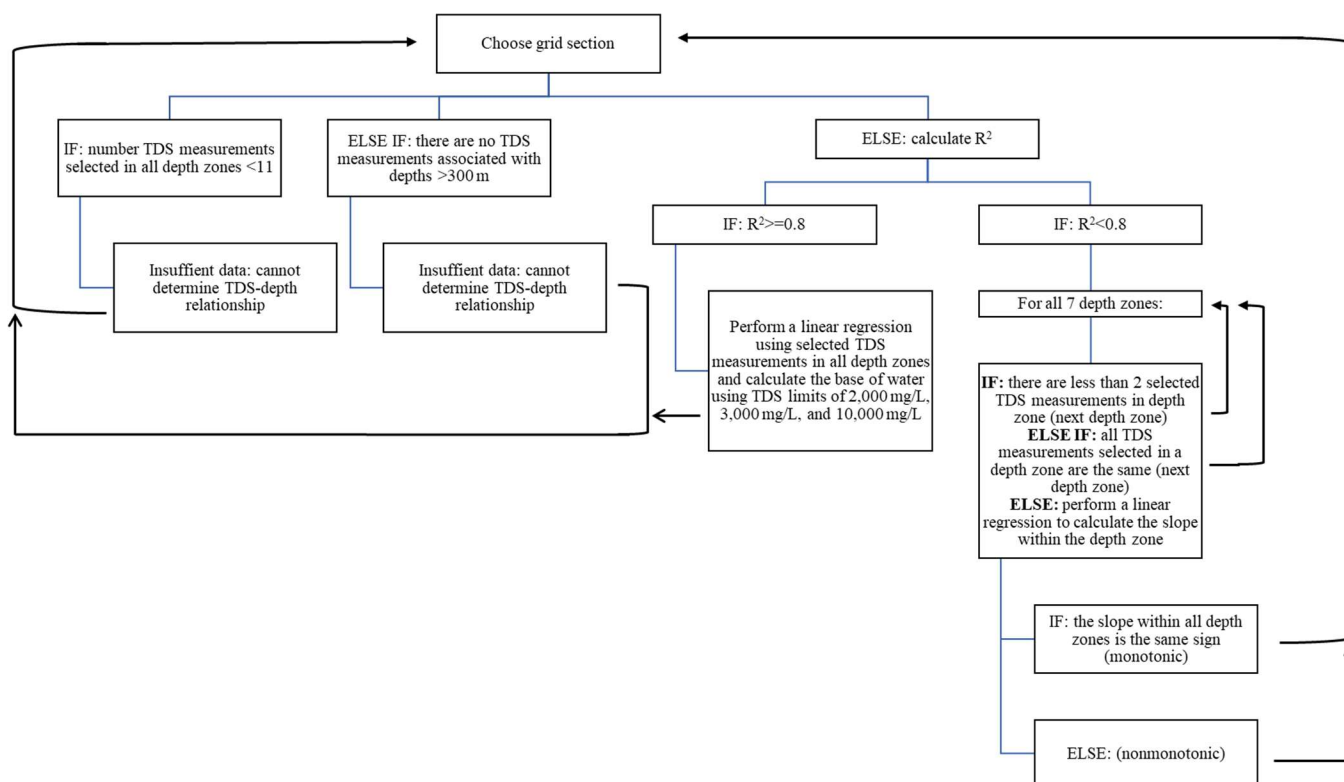 Choose grid section
IF: number TDS measurements
selected in all depth zones <11
ELSE IF: there are no TDS
measurements associated with
depths >300 m
ELSE: calculate R²
IF: R²>=0.8
IF: R²<0.8
Insuffient data: cannot
determine TDS-depth
relationship
Insuffient data: cannot
determine TDS-depth
relationship
Perform a linear regression
using selected TDS
measurements in all depth zones
and calculate the base of water
using TDS limits of 2,000 mg/L,
3,000 mg/L, and 10,000 mg/L
For all 7 depth zones:
IF: there are less than 2 selected
TDS measurements in depth
zone (next depth zone)
ELSE IF: all TDS
measurements selected in a
depth zone are the same (next
depth zone)
ELSE: perform a linear
regression to calculate the slope
within the depth zone
IF: the slope within all depth
zones is the same sign
(monotonic)
ELSE: (nonmonotonic)